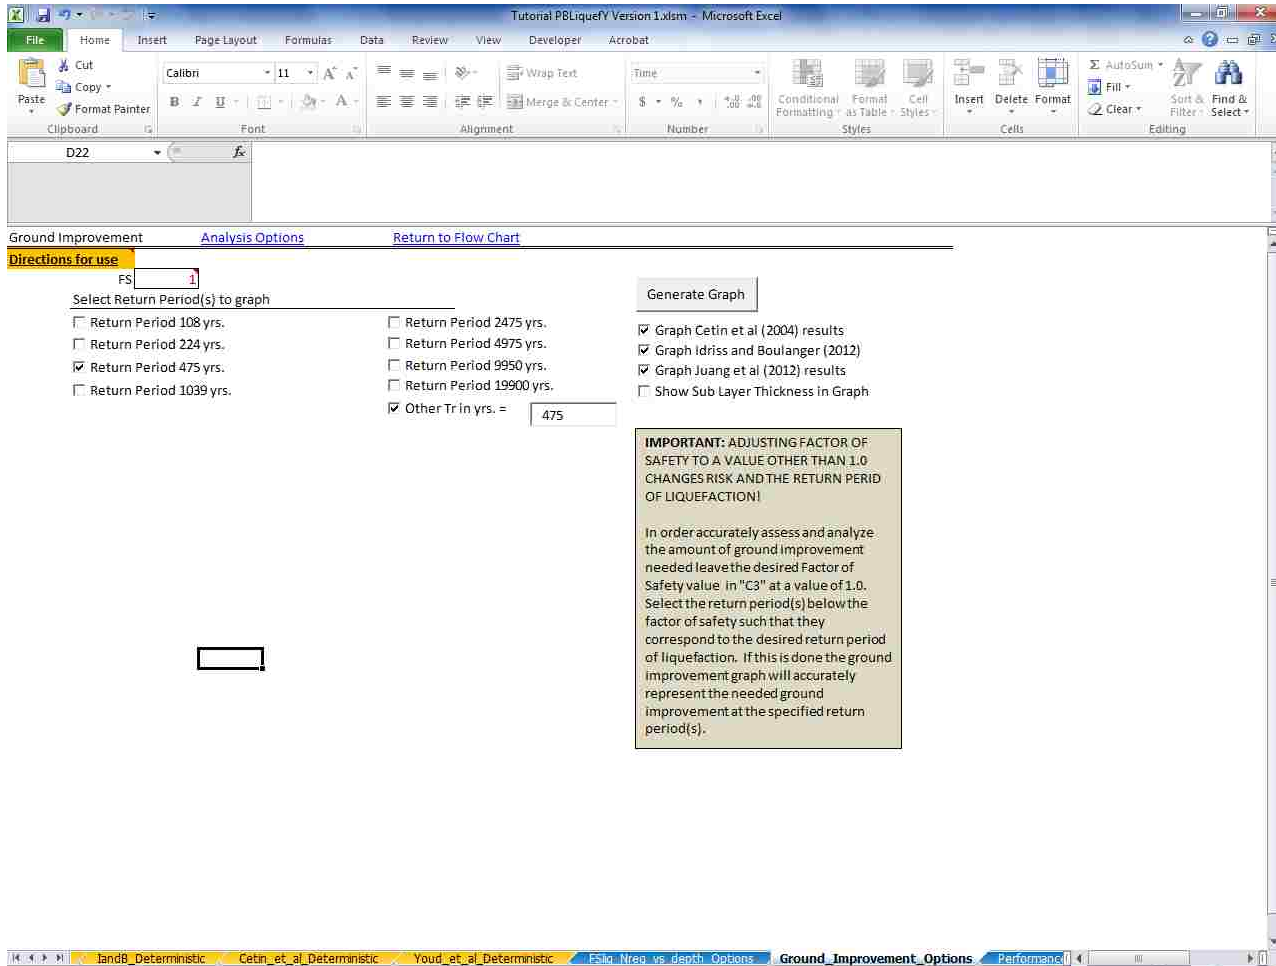 Tutorial PBLiquefY Version 1.xlsm - Microsoft Excel
File Home Insert Page Layout Formulas Data Review View Developer Acrobat
Paste
Cut
Copy
Format Painter
Clipboard
Calibri 11
B I U
Font
Wrap Text
Merge & Center
Alignment
Time
$ % ,
Number
Conditional Formatting
Format as Table
Cell Styles
Styles
Insert Delete Format
Cells
Σ AutoSum
Fill
Clear
Sort & Filter
Find & Select
Editing
D22 fx
Ground Improvement Analysis Options Return to Flow Chart
Directions for use
FS 1
Select Return Period(s) to graph
Return Period 108 yrs.
Return Period 224 yrs.
Return Period 475 yrs.
Return Period 1039 yrs.
Return Period 2475 yrs.
Return Period 4975 yrs.
Return Period 9950 yrs.
Return Period 19900 yrs.
Other Tr in yrs. = 475
Generate Graph
Graph Cetin et al (2004) results
Graph Idriss and Boulanger (2012)
Graph Juang et al (2012) results
Show Sub Layer Thickness in Graph
IMPORTANT: ADJUSTING FACTOR OF
SAFETY TO A VALUE OTHER THAN 1.0
CHANGES RISK AND THE RETURN PERID
OF LIQUEFACTION!
In order accurately assess and analyze
the amount of ground improvement
needed leave the desired Factor of
Safety value in "C3" at a value of 1.0.
Select the return period(s) below the
factor of safety such that they
correspond to the desired return period
of liquefaction. If this is done the ground
improvement graph will accurately
represent the needed ground
improvement at the specified return
period(s).
IandB_Deterministic Cetin_et_al_Deterministic Youd_et_al_Deterministic FSliq_Nreq_vs_depth_Options Ground_Improvement_Options Performance